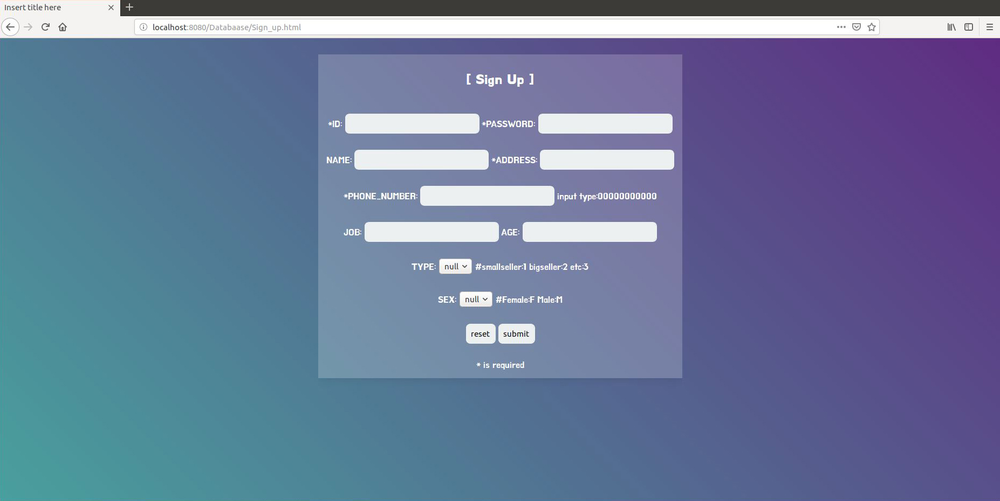 Insert title here
localhost:8080/Databaase/Sign_up.html
[ Sign Up ]
*ID: *PASSWORD:
NAME: *ADDRESS:
*PHONE_NUMBER: input type:00000000000
JOB: AGE:
TYPE: null #smallseller:1 bigseller:2 etc:3
SEX: null #Female:F Male:M
reset submit
* is required